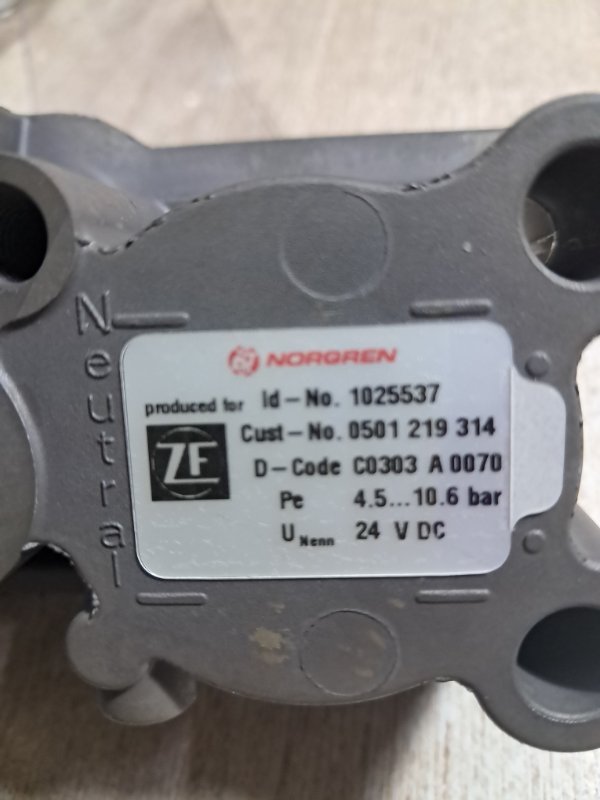 Neutral
NORGREN
produced for
ZF
Id-No. 1025537
Cust-No. 0501 219 314
D-Code C0303 A 0070
Pe 4.5...10.6 bar
U Nenn 24 V DC